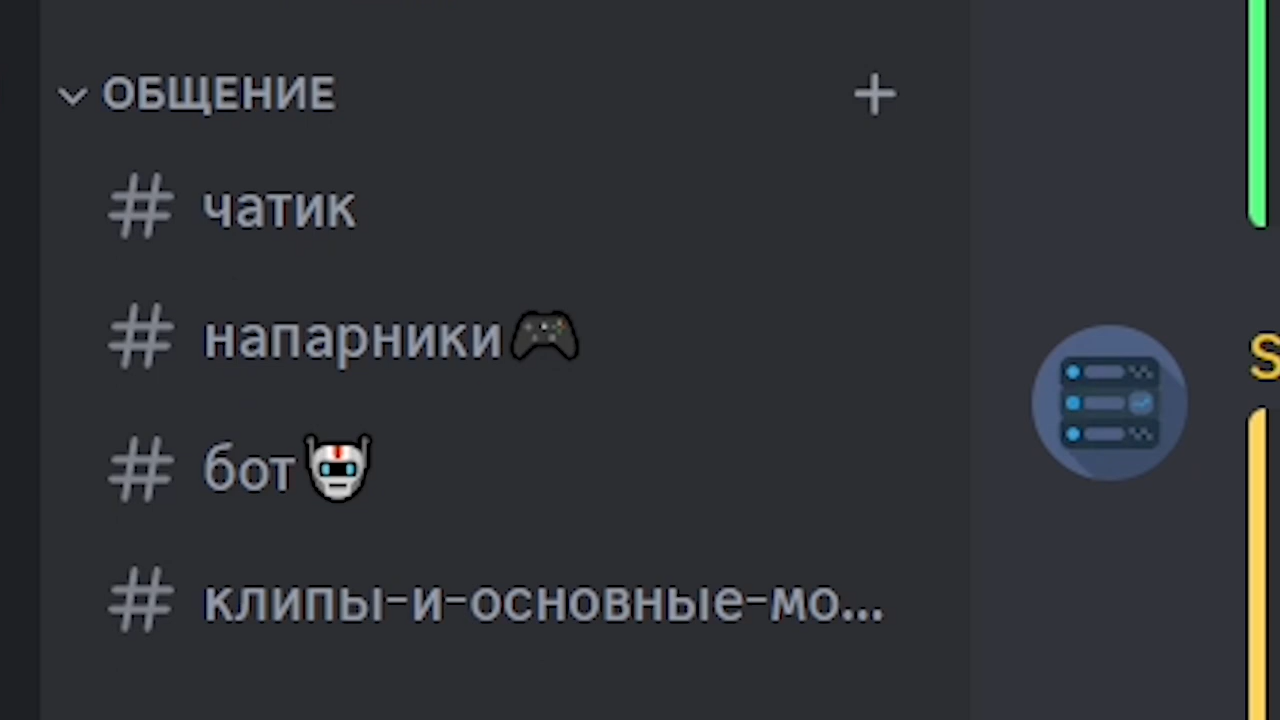 ОБЩЕНИЕ
# чатик
# напарники🎮
# бот🤖
# клипы-и-основные-мо...
S